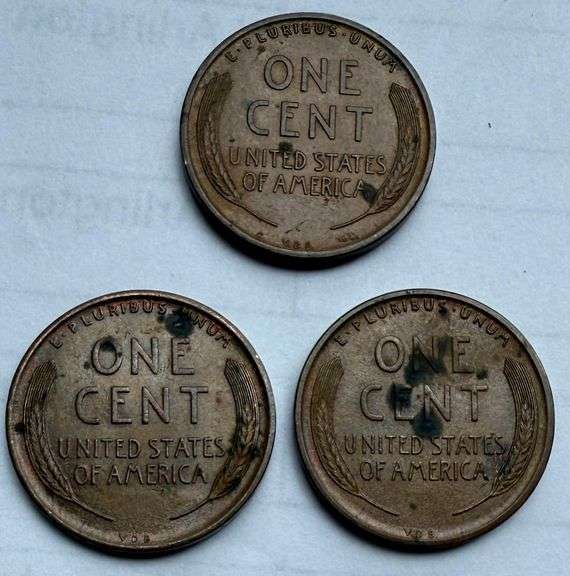 E·PLURIBUS·UNUM
ONE
CENT
UNITED STATES
OF AMERICA
V.D.B.
E·PLURIBUS·UNUM
ONE
CENT
UNITED STATES
OF AMERICA
V.D.B.
E·PLURIBUS·UNUM
ONE
CENT
UNITED STATES
OF AMERICA
V.D.B.